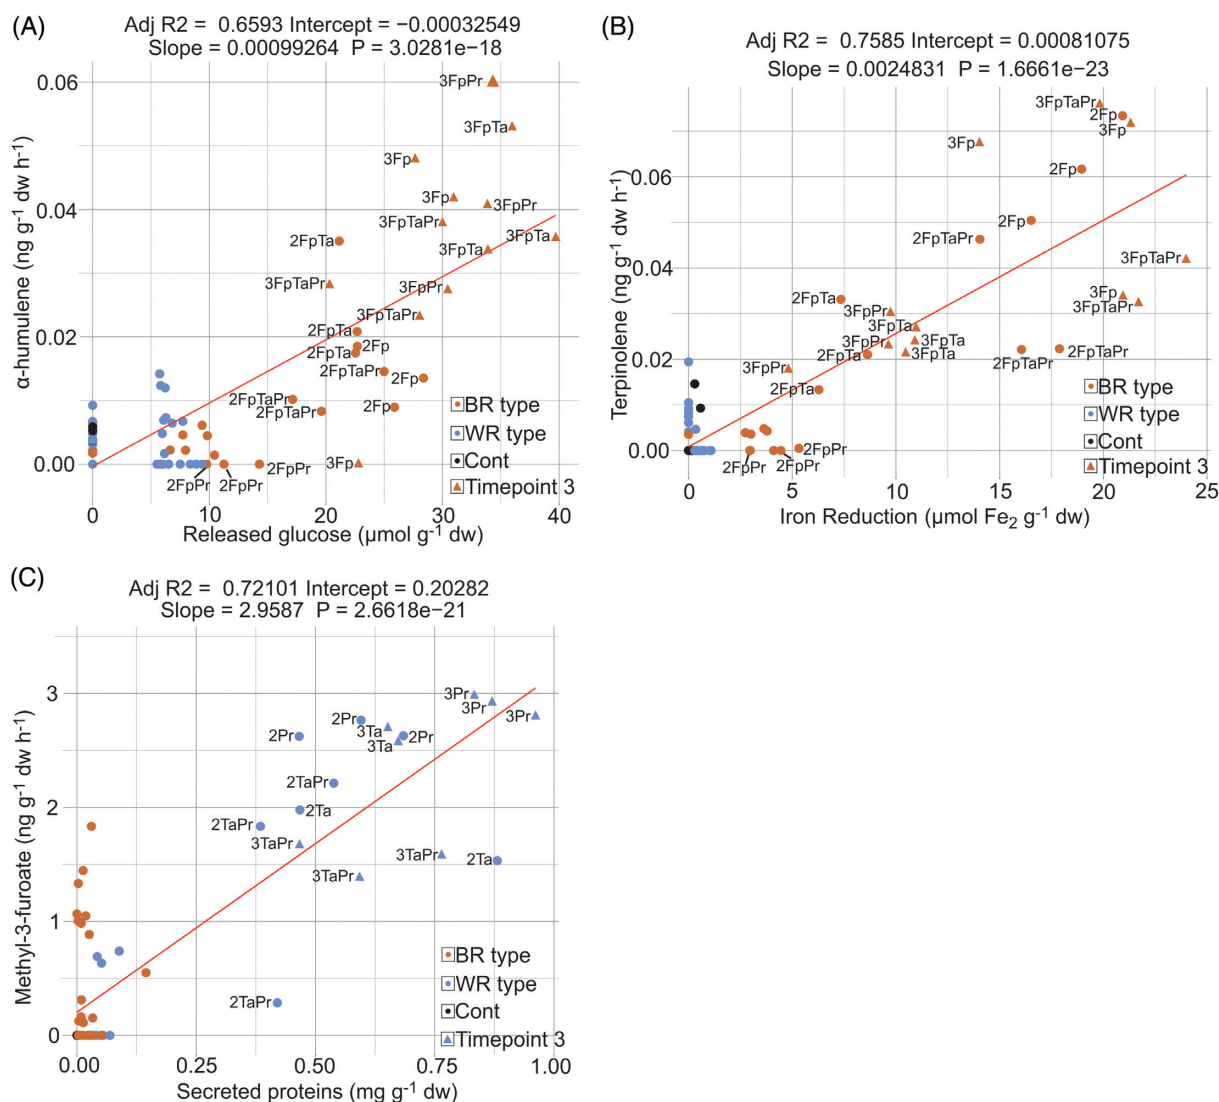 (A)
Adj R2 =  0.6593 Intercept = −0.00032549
Slope = 0.00099264  P = 3.0281e−18
α-humulene (ng g⁻¹ dw h⁻¹)
0.06
0.04
0.02
0.00
3FpPr
3FpTa
3Fp
3Fp
3FpPr
3FpTaPr
3FpTa
3FpTa
2FpTa
3FpTaPr
3FpPr
3FpTaPr
2FpTa
2Fp
2FpTa
2FpTaPr
2Fp
2FpTaPr
2FpTaPr
2Fp
3Fp
2FpPr
2FpPr
2FpPr
BR type
WR type
Cont
Timepoint 3
0
10
20
30
40
Released glucose (μmol g⁻¹ dw)
(B)
Adj R2 =  0.7585 Intercept = 0.00081075
Slope = 0.0024831  P = 1.6661e−23
Terpinolene (ng g⁻¹ dw h⁻¹)
0.06
0.04
0.02
0.00
3FpTaPr
2Fp
3Fp
3Fp
2Fp
2Fp
2FpTaPr
3FpTaPr
3Fp
3FpTaPr
2FpTa
3FpPr
3FpTa
3FpPr
3FpTa
2FpTa
3FpTa
2FpTaPr
2FpTaPr
3FpPr
2FpTa
2FpPr
2FpPr
2FpPr
BR type
WR type
Cont
Timepoint 3
0
5
10
15
20
25
Iron Reduction (μmol Fe₂ g⁻¹ dw)
(C)
Adj R2 =  0.72101 Intercept = 0.20282
Slope = 2.9587  P = 2.6618e−21
Methyl-3-furoate (ng g⁻¹ dw h⁻¹)
3
2
1
0
3Pr
3Pr
3Pr
2Pr
3Ta
2Pr
3Ta
2Pr
2TaPr
2Ta
2TaPr
3TaPr
3TaPr
2Ta
3TaPr
2TaPr
BR type
WR type
Cont
Timepoint 3
0.00
0.25
0.50
0.75
1.00
Secreted proteins (mg g⁻¹ dw)